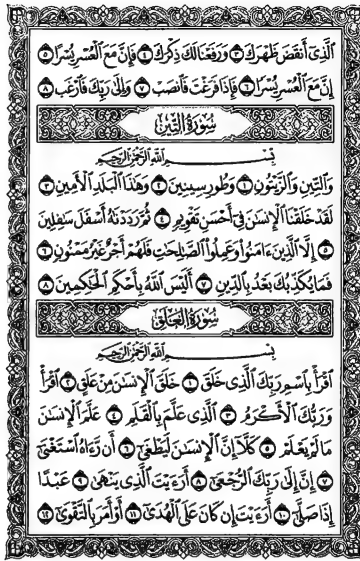 ٱلَّذِىٓ أَنقَضَ ظَهْرَكَ ٣ وَرَفَعْنَا لَكَ ذِكْرَكَ ٤ فَإِنَّ مَعَ ٱلْعُسْرِ يُسْرًا ٥
إِنَّ مَعَ ٱلْعُسْرِ يُسْرًا ٦ فَإِذَا فَرَغْتَ فَٱنصَبْ ٧ وَإِلَىٰ رَبِّكَ فَٱرْغَب ٨
سُورَةُ التِّينِ
بِسْمِ ٱللَّهِ ٱلرَّحْمَٰنِ ٱلرَّحِيمِ
وَٱلتِّينِ وَٱلزَّيْتُونِ ١ وَطُورِ سِينِينَ ٢ وَهَٰذَا ٱلْبَلَدِ ٱلْأَمِينِ ٣
لَقَدْ خَلَقْنَا ٱلْإِنسَٰنَ فِىٓ أَحْسَنِ تَقْوِيمٍ ٤ ثُمَّ رَدَدْنَٰهُ أَسْفَلَ سَٰفِلِينَ
٥ إِلَّا ٱلَّذِينَ ءَامَنُوا۟ وَعَمِلُوا۟ ٱلصَّٰلِحَٰتِ فَلَهُمْ أَجْرٌ غَيْرُ مَمْنُونٍ ٦
فَمَا يُكَذِّبُكَ بَعْدُ بِٱلدِّينِ ٧ أَلَيْسَ ٱللَّهُ بِأَحْكَمِ ٱلْحَٰكِمِينَ ٨
سُورَةُ العَلَقِ
بِسْمِ ٱللَّهِ ٱلرَّحْمَٰنِ ٱلرَّحِيمِ
ٱقْرَأْ بِٱسْمِ رَبِّكَ ٱلَّذِى خَلَقَ ١ خَلَقَ ٱلْإِنسَٰنَ مِنْ عَلَقٍ ٢ ٱقْرَأْ
وَرَبُّكَ ٱلْأَكْرَمُ ٣ ٱلَّذِى عَلَّمَ بِٱلْقَلَمِ ٤ عَلَّمَ ٱلْإِنسَٰنَ
مَا لَمْ يَعْلَمْ ٥ كَلَّآ إِنَّ ٱلْإِنسَٰنَ لَيَطْغَىٰٓ ٦ أَن رَّءَاهُ ٱسْتَغْنَىٰٓ
٧ إِنَّ إِلَىٰ رَبِّكَ ٱلرُّجْعَىٰٓ ٨ أَرَءَيْتَ ٱلَّذِى يَنْهَىٰ ٩ عَبْدًا
إِذَا صَلَّىٰٓ ١٠ أَرَءَيْتَ إِن كَانَ عَلَى ٱلْهُدَىٰٓ ١١ أَوْ أَمَرَ بِٱلتَّقْوَىٰٓ ١٢